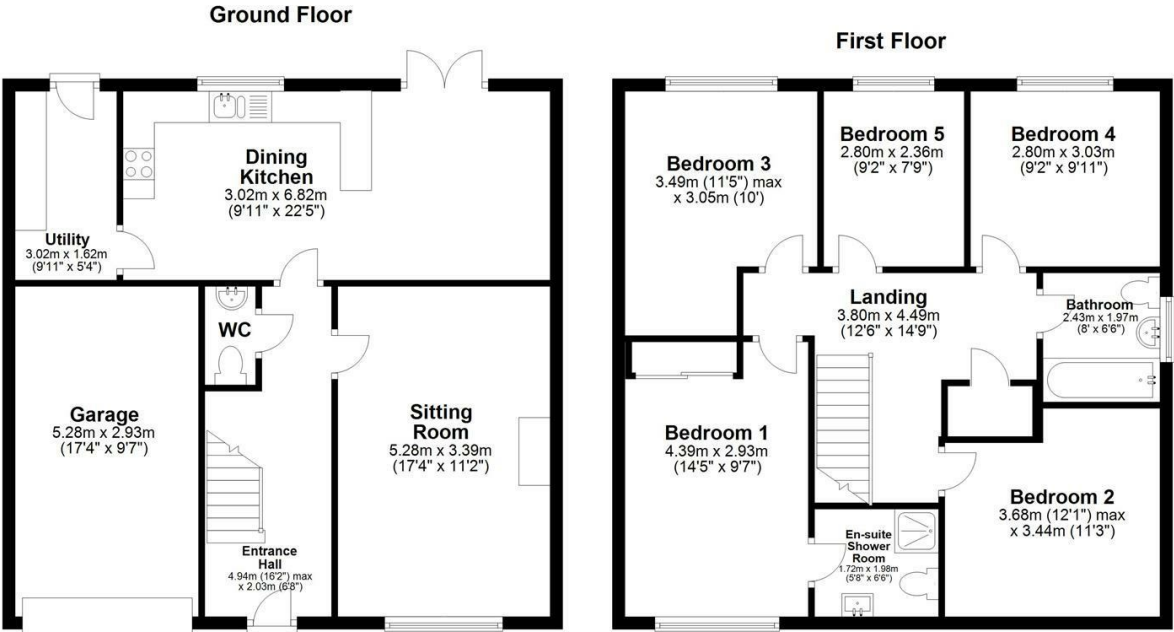 Ground Floor
Dining
Kitchen
3.02m x 6.82m
(9'11" x 22'5")
Utility
3.02m x 1.62m
(9'11" x 5'4")
WC
Garage
5.28m x 2.93m
(17'4" x 9'7")
Sitting
Room
5.28m x 3.39m
(17'4" x 11'2")
Entrance
Hall
4.94m (16'2") max
x 2.03m (6'8")
First Floor
Bedroom 3
3.49m (11'5") max
x 3.05m (10')
Bedroom 5
2.80m x 2.36m
(9'2" x 7'9")
Bedroom 4
2.80m x 3.03m
(9'2" x 9'11")
Landing
3.80m x 4.49m
(12'6" x 14'9")
Bathroom
2.43m x 1.97m
(8' x 6'6")
Bedroom 1
4.39m x 2.93m
(14'5" x 9'7")
Bedroom 2
3.68m (12'1") max
x 3.44m (11'3")
En-suite
Shower
Room
1.72m x 1.98m
(5'8" x 6'6")